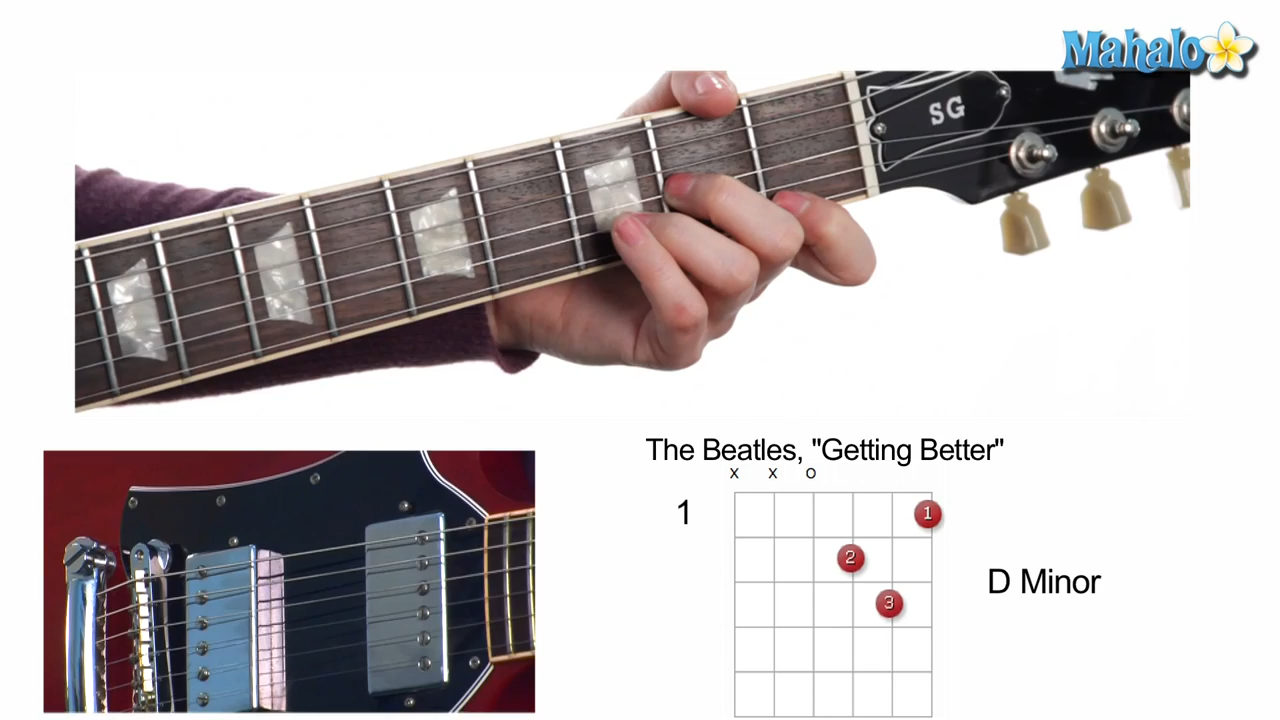 Mahalo
SG
The Beatles, "Getting Better"
x x o
1
1
2
3
D Minor